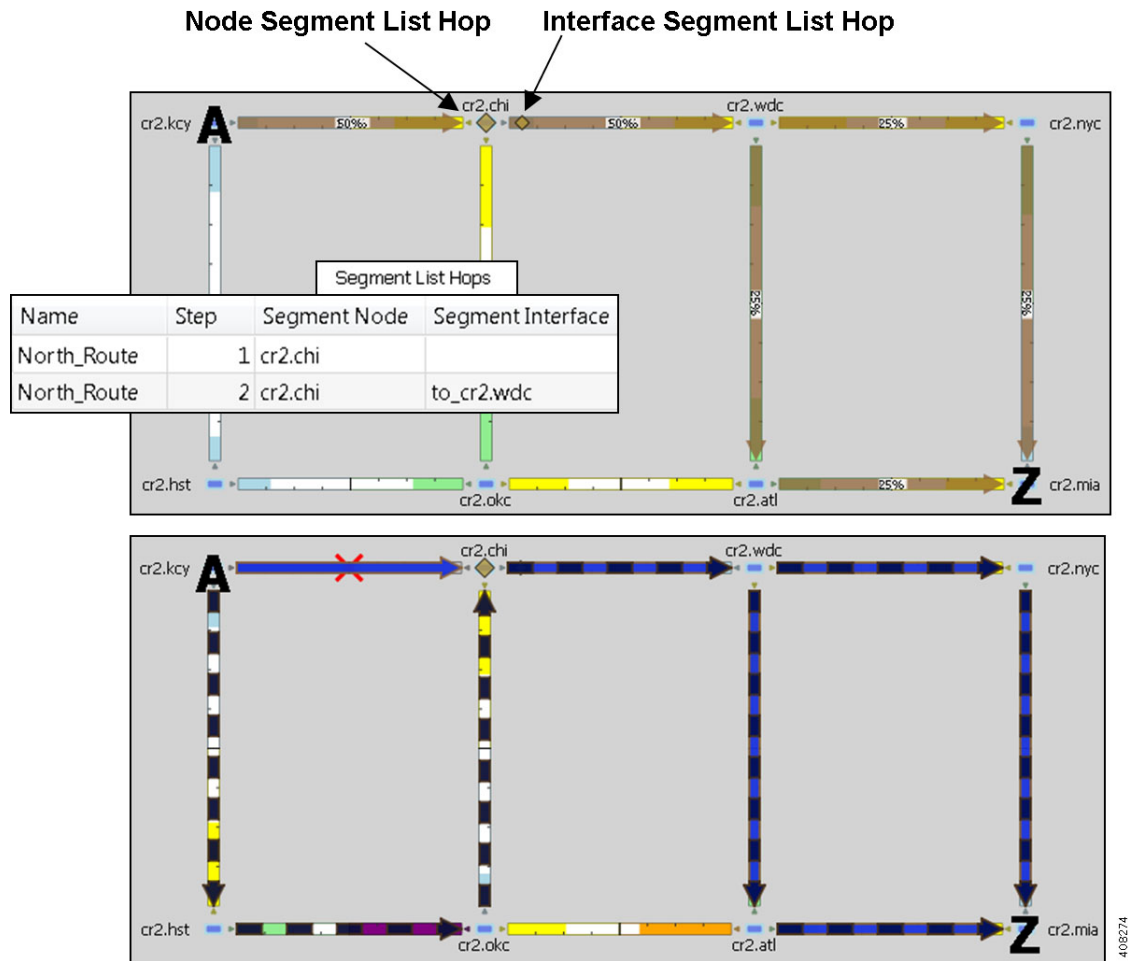 Node Segment List Hop Interface Segment List Hop
cr2.chi cr2.wdc
cr2.kcy A 50% 50% 25% cr2.nyc
25% 25%
Segment List Hops
Name Step Segment Node Segment Interface
North_Route 1 cr2.chi
North_Route 2 cr2.chi to_cr2.wdc
cr2.hst 25% Z cr2.mia
cr2.okc cr2.atl
cr2.chi cr2.wdc
cr2.kcy A cr2.nyc
cr2.hst Z cr2.mia
cr2.okc cr2.atl
408274